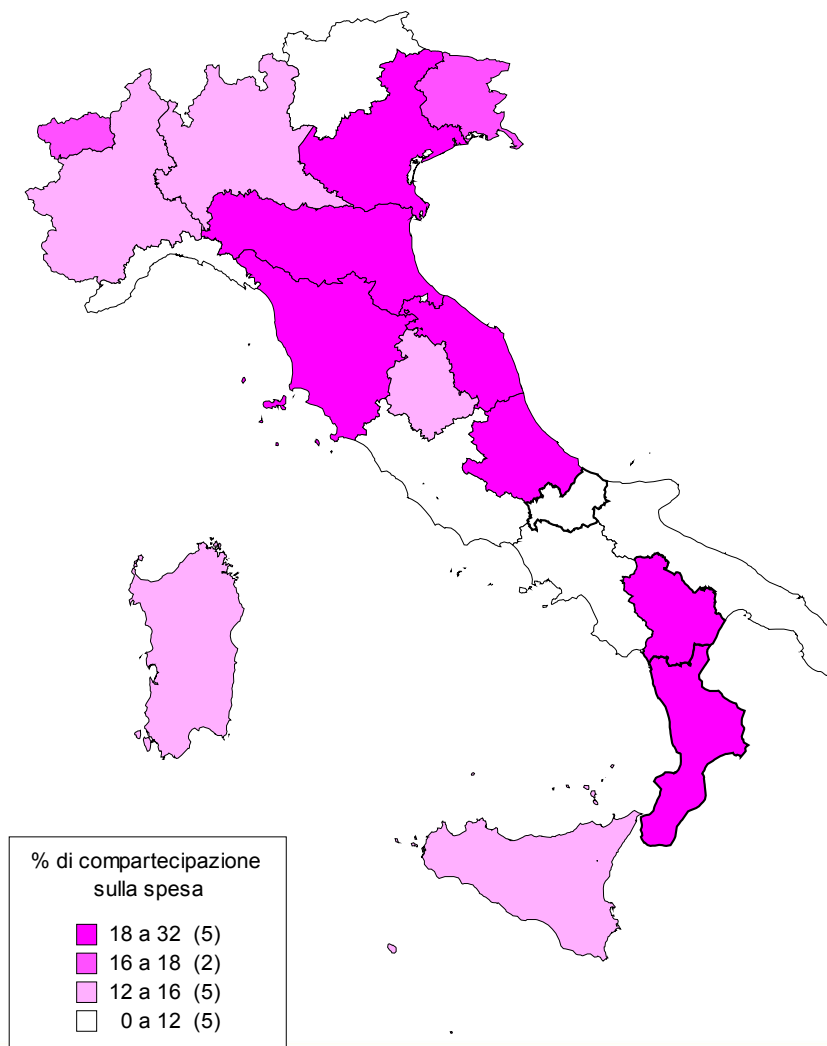 % di compartecipazione
sulla spesa
18 a 32 (5)
16 a 18 (2)
12 a 16 (5)
0 a 12 (5)